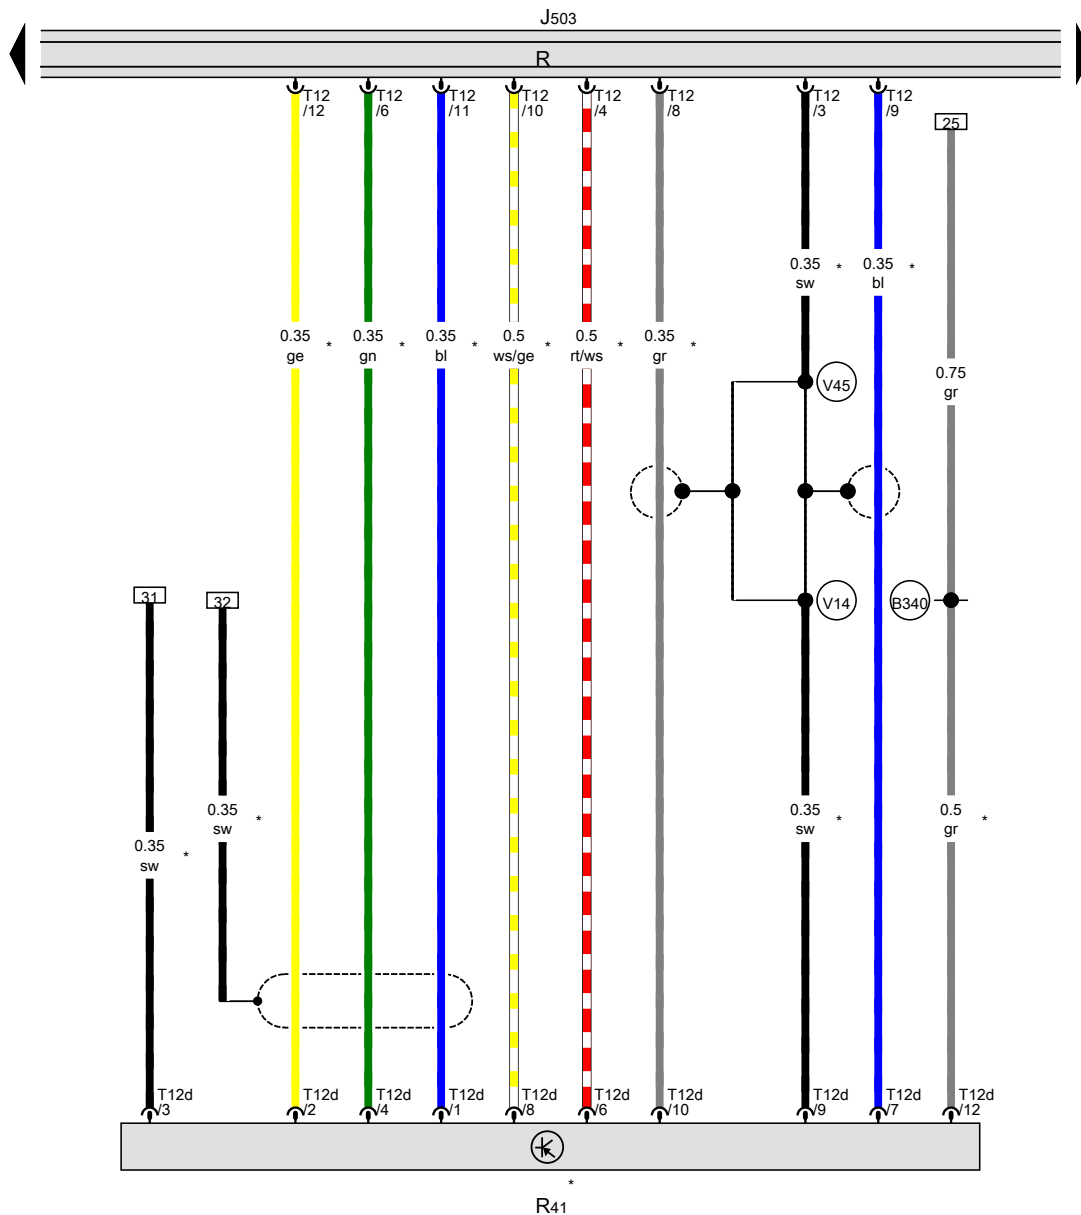 J503
R
T12 T12 T12 T12 T12 T12 T12 T12
/12 /6 /11 /10 /4 /8 /3 /9
25
0.35 * 0.35 *
sw bl
0.35 * 0.35 * 0.35 * 0.5 * 0.5 * 0.35 *
ge gn bl ws/ge rt/ws gr
0.75
gr
V45
31 32
V14 B340
0.35 * 0.35 * 0.5 *
sw sw gr
0.35 *
sw
T12d T12d T12d T12d T12d T12d T12d T12d T12d T12d
/3 /2 /4 /1 /8 /6 /10 /9 /7 /12
*
R41